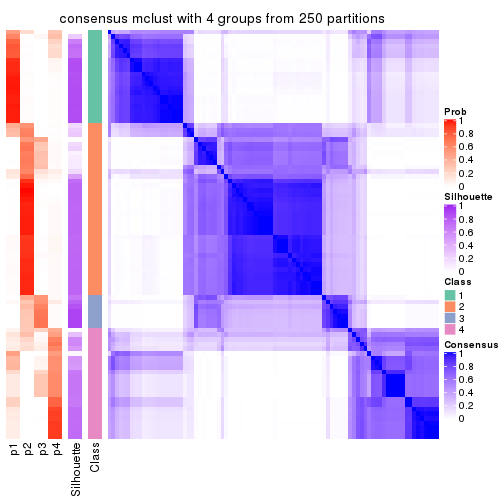 consensus mclust with 4 groups from 250 partitions
Prob
1
0.8
0.6
0.4
0.2
0
Silhouette
1
0.8
0.6
0.4
0.2
0
Class
1
2
3
4
Consensus
1
0.8
0.6
0.4
0.2
0
p1
p2
p3
p4
Silhouette
Class